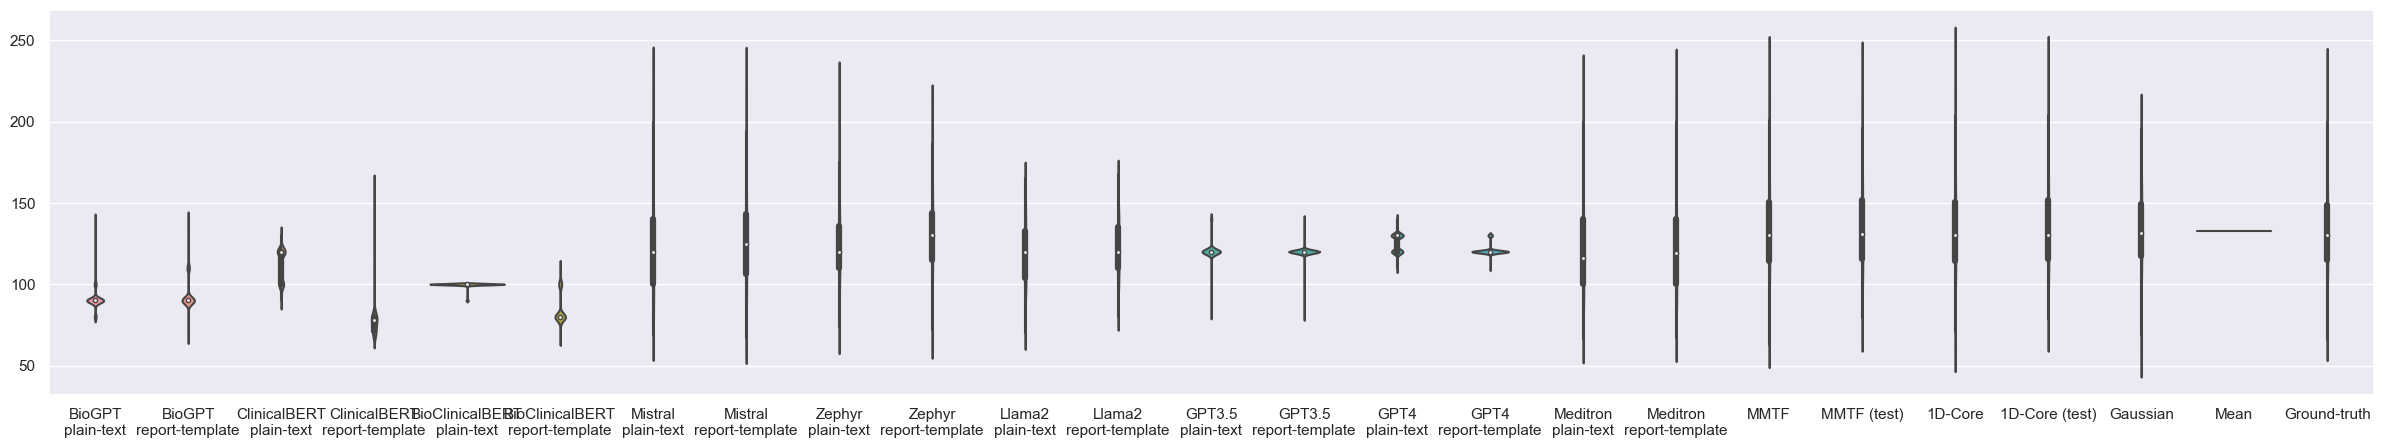 250
200
150
100
50
BioGPT plain-text
BioGPT report-template
ClinicalBERT plain-text
ClinicalBERT report-template
BioClinicalBERT plain-text
BioClinicalBERT report-template
Mistral plain-text
Mistral report-template
Zephyr plain-text
Zephyr report-template
Llama2 plain-text
Llama2 report-template
GPT3.5 plain-text
GPT3.5 report-template
GPT4 plain-text
GPT4 report-template
Meditron plain-text
Meditron report-template
MMTF
MMTF (test)
1D-Core
1D-Core (test)
Gaussian
Mean
Ground-truth